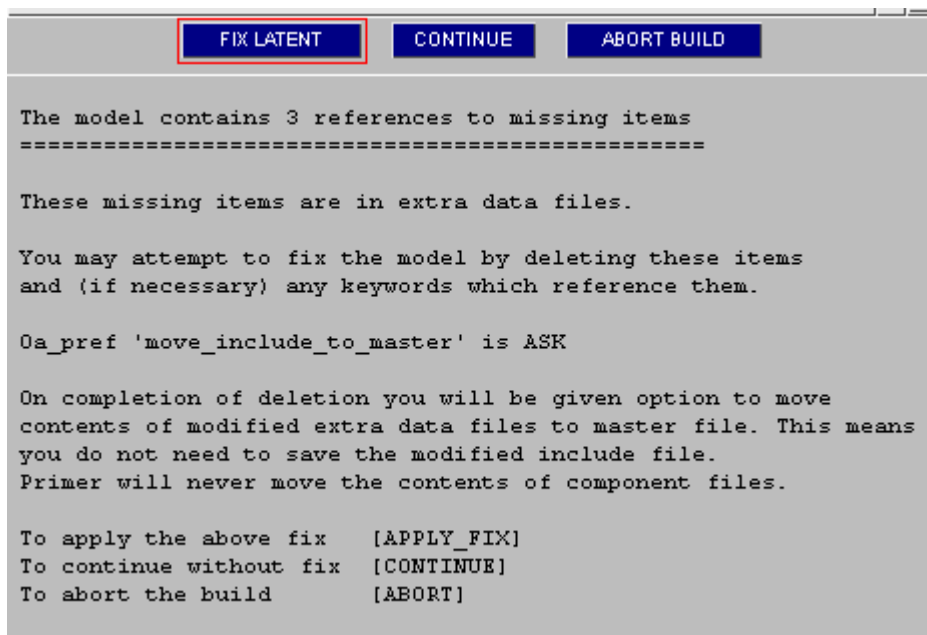 FIX LATENT CONTINUE ABORT BUILD
The model contains 3 references to missing items
=================================================
These missing items are in extra data files.
You may attempt to fix the model by deleting these items
and (if necessary) any keywords which reference them.
Oa_pref 'move_include_to_master' is ASK
On completion of deletion you will be given option to move
contents of modified extra data files to master file. This means
you do not need to save the modified include file.
Primer will never move the contents of component files.
To apply the above fix [APPLY_FIX]
To continue without fix [CONTINUE]
To abort the build [ABORT]